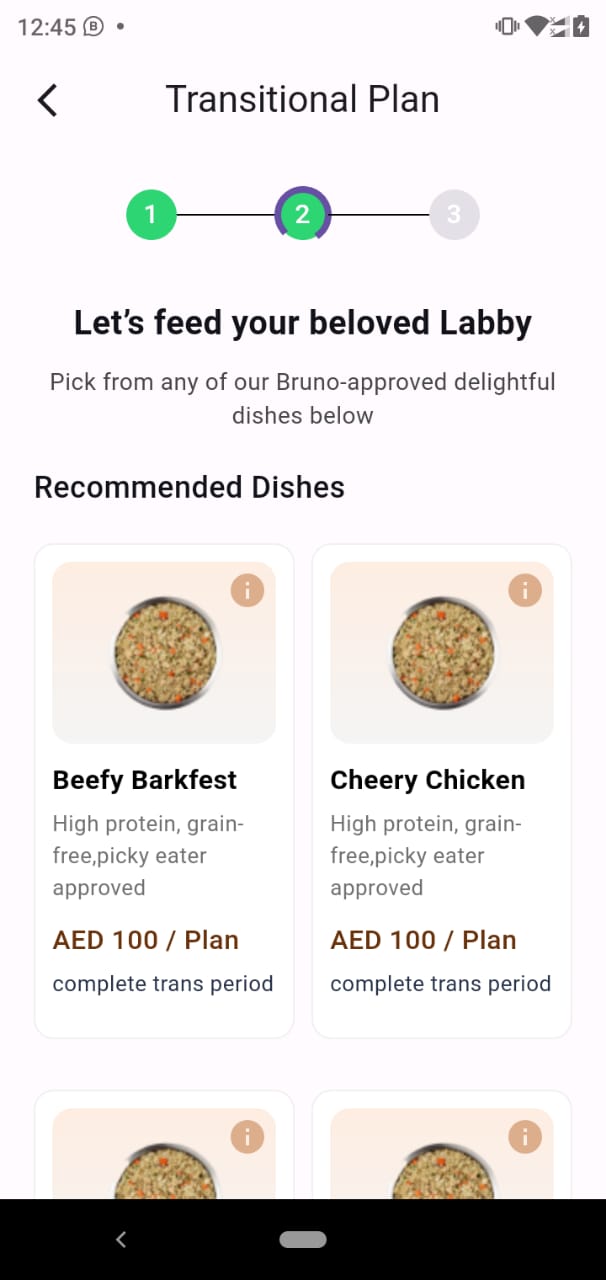 12:45
Transitional Plan
1 2 3
Let’s feed your beloved Labby
Pick from any of our Bruno-approved delightful
dishes below
Recommended Dishes
i i
Beefy Barkfest
High protein, grain-
free,picky eater
approved
AED 100 / Plan
complete trans period
Cheery Chicken
High protein, grain-
free,picky eater
approved
AED 100 / Plan
complete trans period
i i